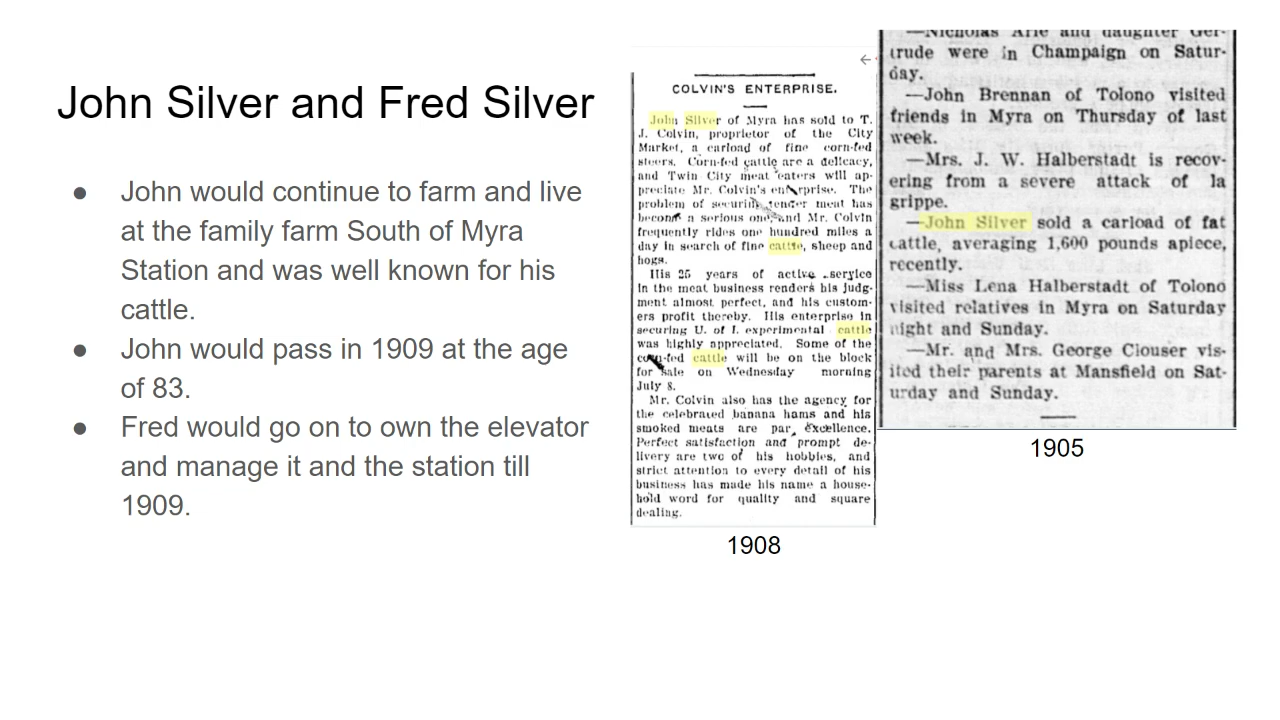 John Silver and Fred Silver
● John would continue to farm and live
at the family farm South of Myra
Station and was well known for his
cattle.
● John would pass in 1909 at the age
of 83.
● Fred would go on to own the elevator
and manage it and the station till
1909.
COLVIN'S ENTERPRISE.
John Silver of Myra has sold to T.
J. Colvin, proprietor of the City
Market, a carload of fine corn-fed
steers. Corn-fed cattle are a delicacy,
and Twin City meat eaters will ap-
preciate Mr. Colvin's enterprise. The
problem of securing tender meat has
become a serious one, and Mr. Colvin
frequently rides one hundred miles a
day in search of fine cattle, sheep and
hogs.
His 25 years of active service
in the meat business renders his judg-
ment almost perfect, and his custom-
ers profit thereby. His enterprise in
securing U. of I. experimental cattle
was highly appreciated. Some of the
corn-fed cattle will be on the block
for sale on Wednesday morning
July 8.
Mr. Colvin also has the agency for
the celebrated banana hams and his
smoked meats are par excellence.
Perfect satisfaction and prompt de-
livery are two of his hobbies, and
strict attention to every detail of his
business has made his name a house-
hold word for quality and square
dealing.
1908
—Nicholas Arie and daughter Ger-
trude were in Champaign on Satur-
day.
—John Brennan of Tolono visited
friends in Myra on Thursday of last
week.
—Mrs. J. W. Halberstadt is recov-
ering from a severe attack of la
grippe.
—John Silver sold a carload of fat
cattle, averaging 1,600 pounds apiece,
recently.
—Miss Lena Halberstadt of Tolono
visited relatives in Myra on Saturday
night and Sunday.
—Mr. and Mrs. George Clouser vis-
ited their parents at Mansfield on Sat-
urday and Sunday.
1905